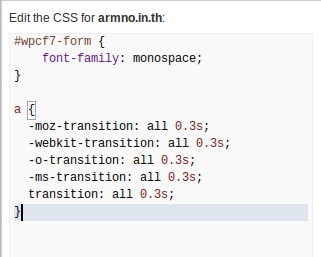 Edit the CSS for armno.in.th:
#wpcf7-form {
    font-family: monospace;
}

a {
  -moz-transition: all 0.3s;
  -webkit-transition: all 0.3s;
  -o-transition: all 0.3s;
  -ms-transition: all 0.3s;
  transition: all 0.3s;
}